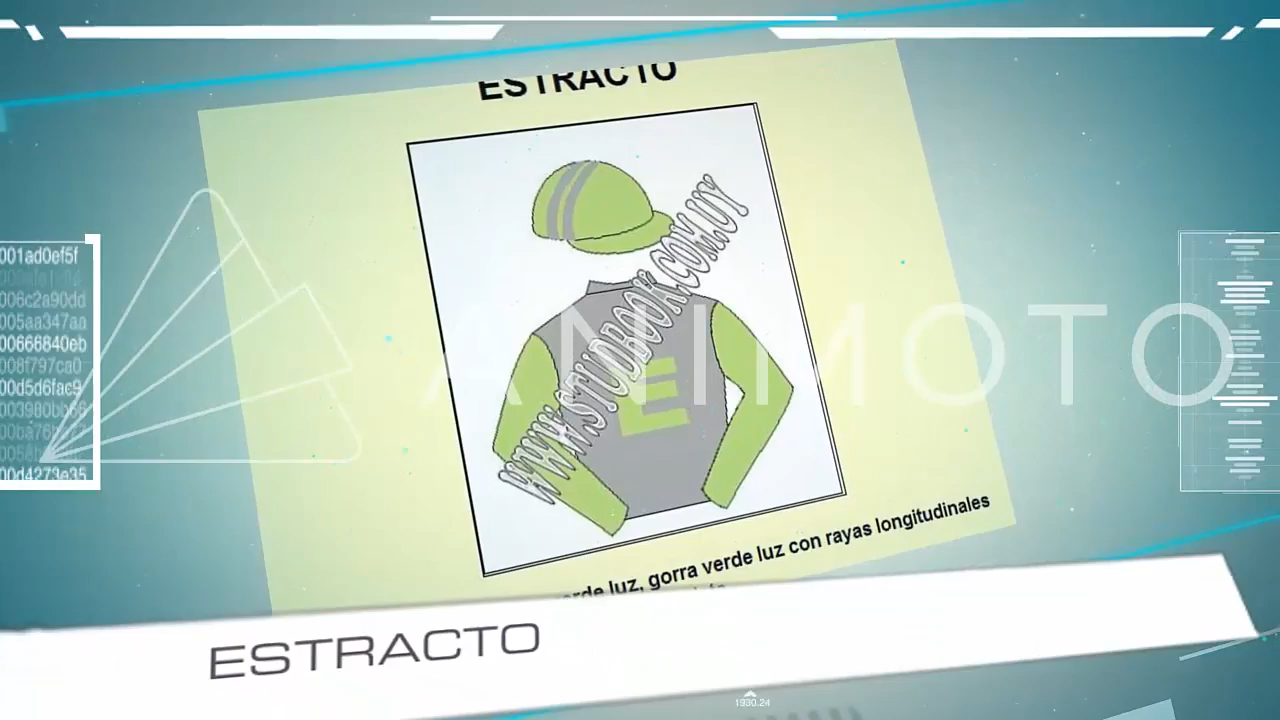 ESTRACTO
WWW.STUDBOOK.COM.UY
E
ANIMOTO
001ad0ef5f
006c2a90dd
005aa347aa
00666840eb
008f797ca0
00d5d6fac9
003980bb66
00d4273e35
luz, gorra verde luz con rayas longitudinales
ESTRACTO
1930.24